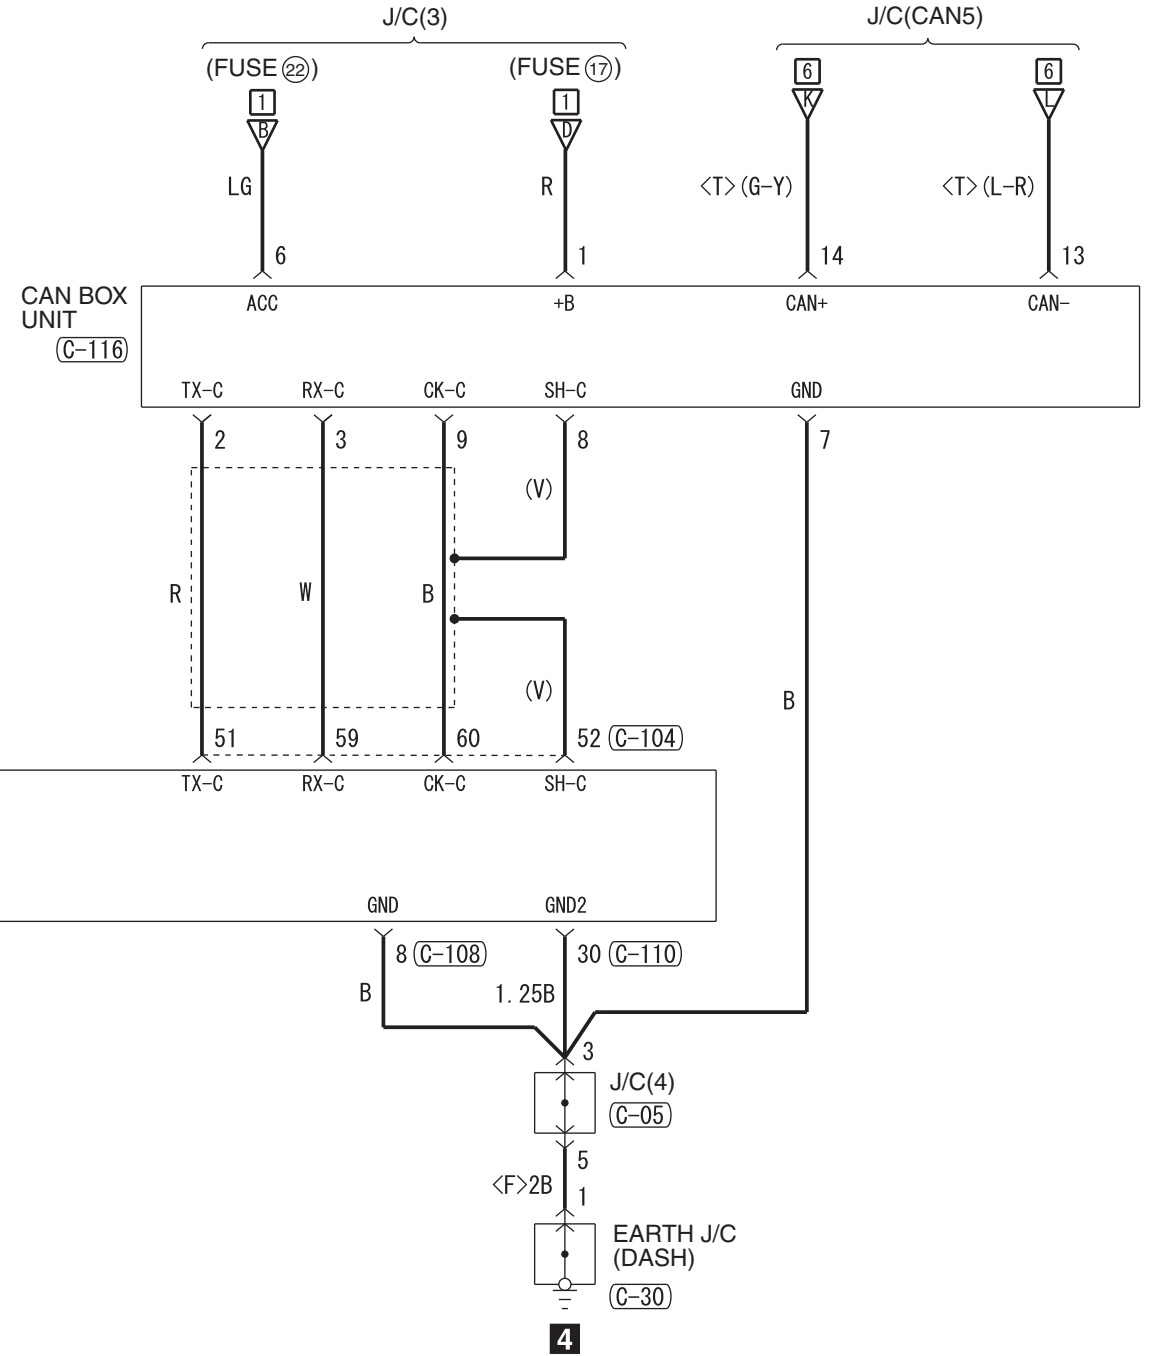 J/C(3) J/C(CAN5)
(FUSE 22) (FUSE 17)
1 1 6 6
B D K L
LG R <T>(G-Y) <T>(L-R)
6 1 14 13
CAN BOX
UNIT
C-116
ACC +B CAN+ CAN-
TX-C RX-C CK-C SH-C GND
2 3 9 8 7
(V)
R W B
(V)
B
51 59 60 52 C-104
TX-C RX-C CK-C SH-C
GND GND2
8 C-108 30 C-110
B 1.25B
3
J/C(4)
C-05
5
<F>2B
1
EARTH J/C
(DASH)
C-30
4